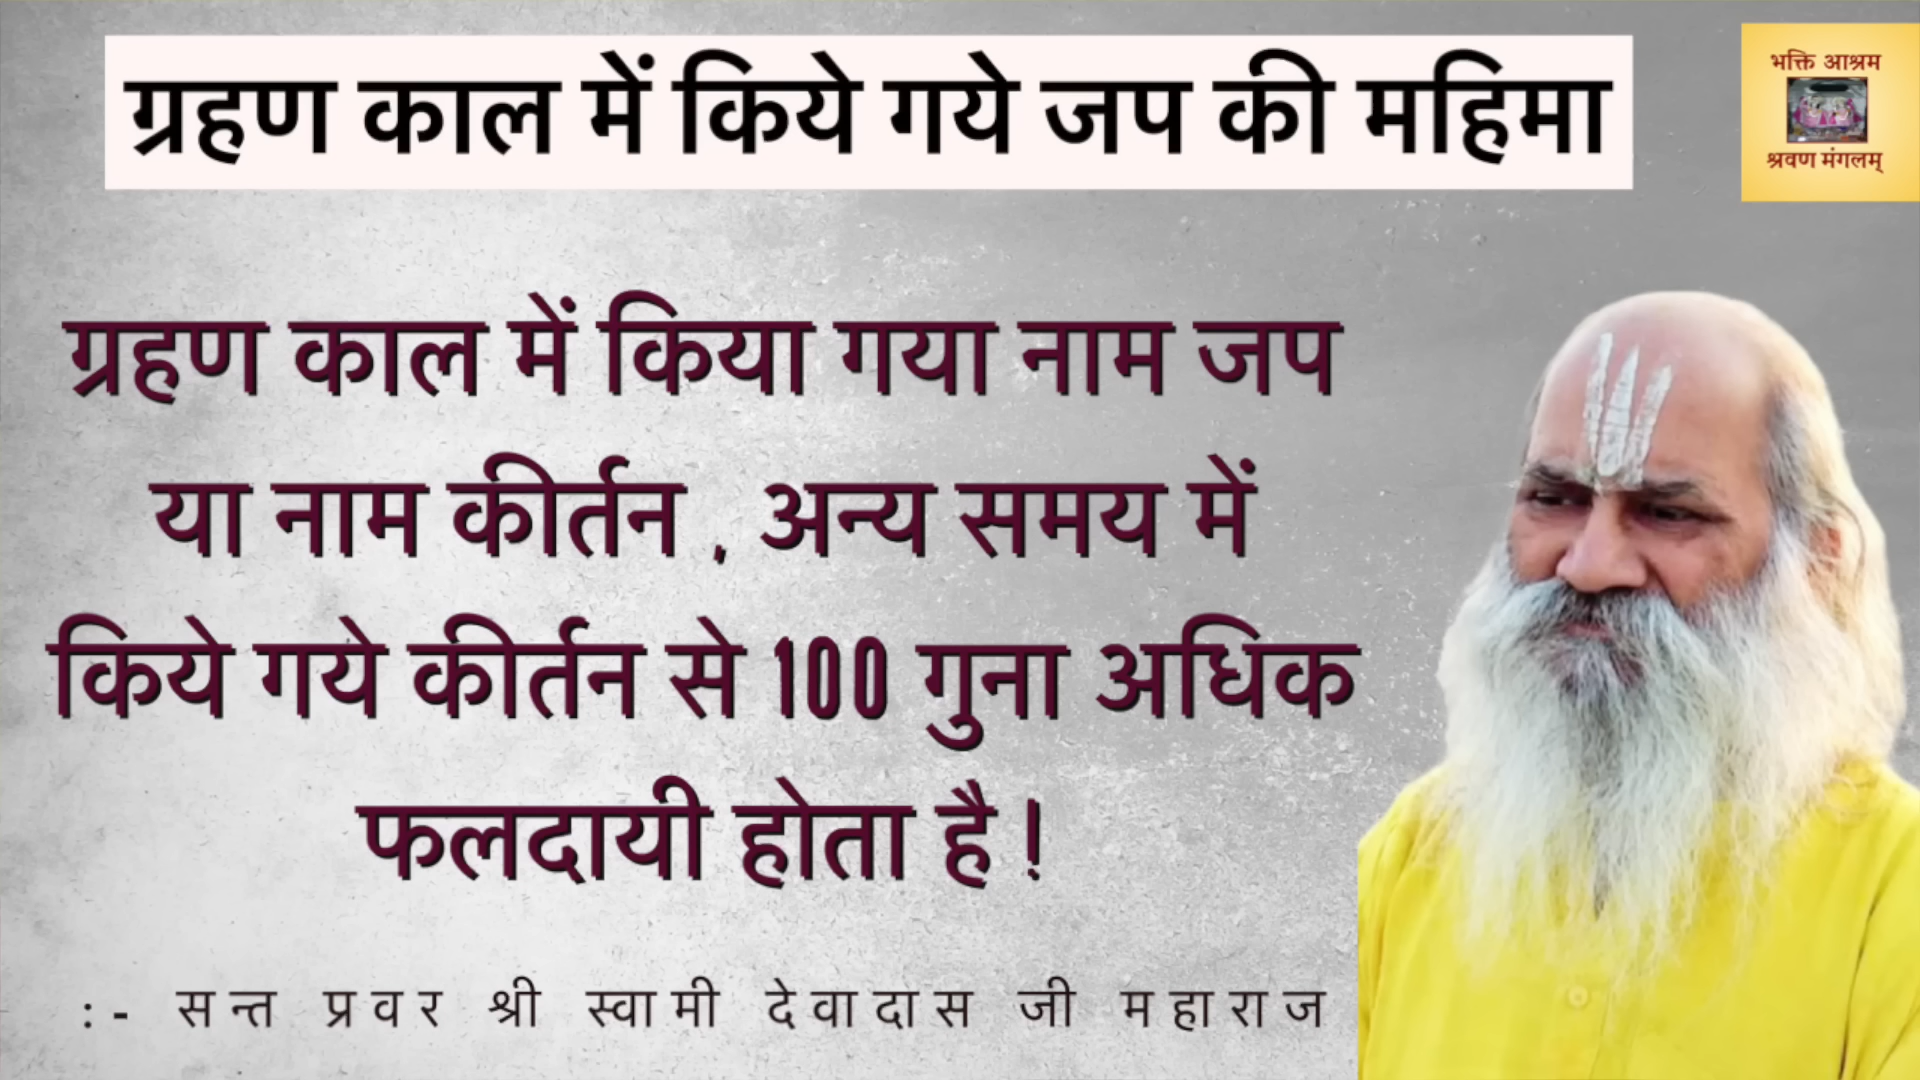 ग्रहण काल में किये गये जप की महिमा
भक्ति आश्रम
श्रवण मंगलम्
ग्रहण काल में किया गया नाम जप
या नाम कीर्तन , अन्य समय में
किये गये कीर्तन से 100 गुना अधिक
फलदायी होता है !
:- सन्त प्रवर श्री स्वामी देवादास जी महाराज